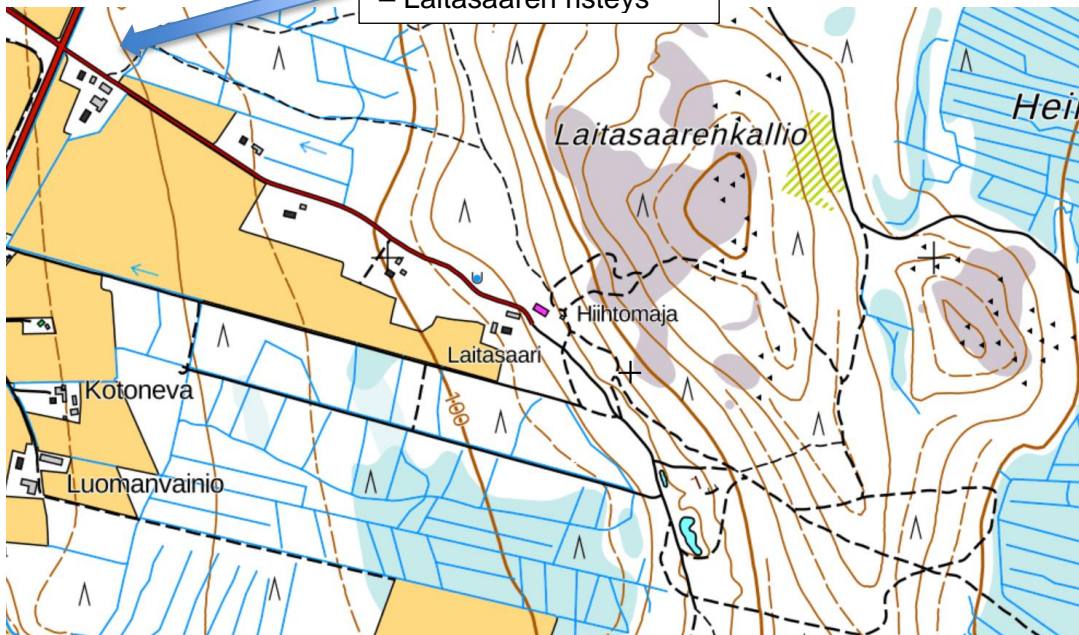 – Laitasaaren risteys
Laitasaarenkallio
Hei
Hiihtomaja
Laitasaari
Kotoneva
100
Luomanvainio